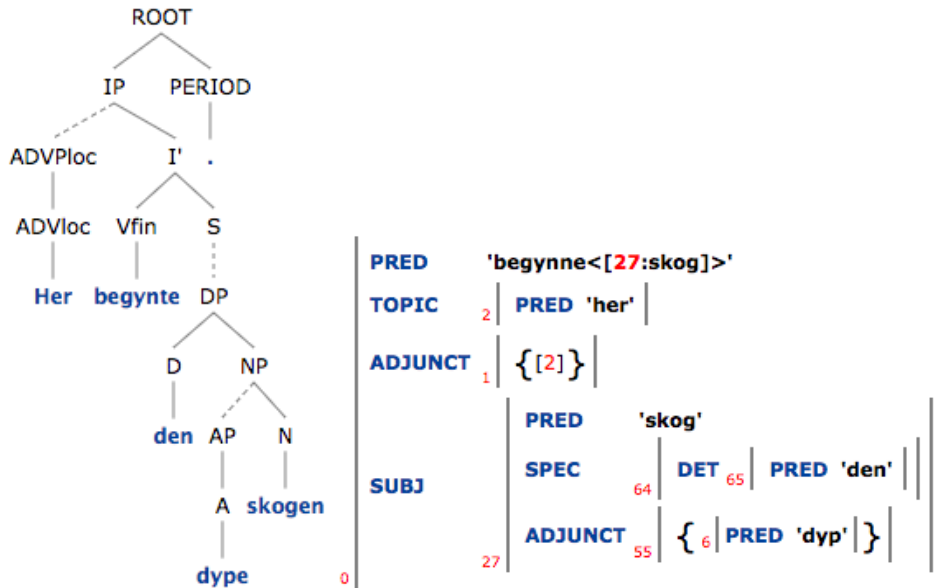 ROOT
IP PERIOD
ADVPloc I' .
ADVloc Vfin S
Her begynte DP
D NP
den AP N
A skogen
dype
PRED 'begynne<[27:skog]>'
TOPIC 2 PRED 'her'
ADJUNCT 1 {[2]}
PRED 'skog'
SPEC 64 DET 65 PRED 'den'
SUBJ
ADJUNCT 55 { 6 PRED 'dyp' }
27
0